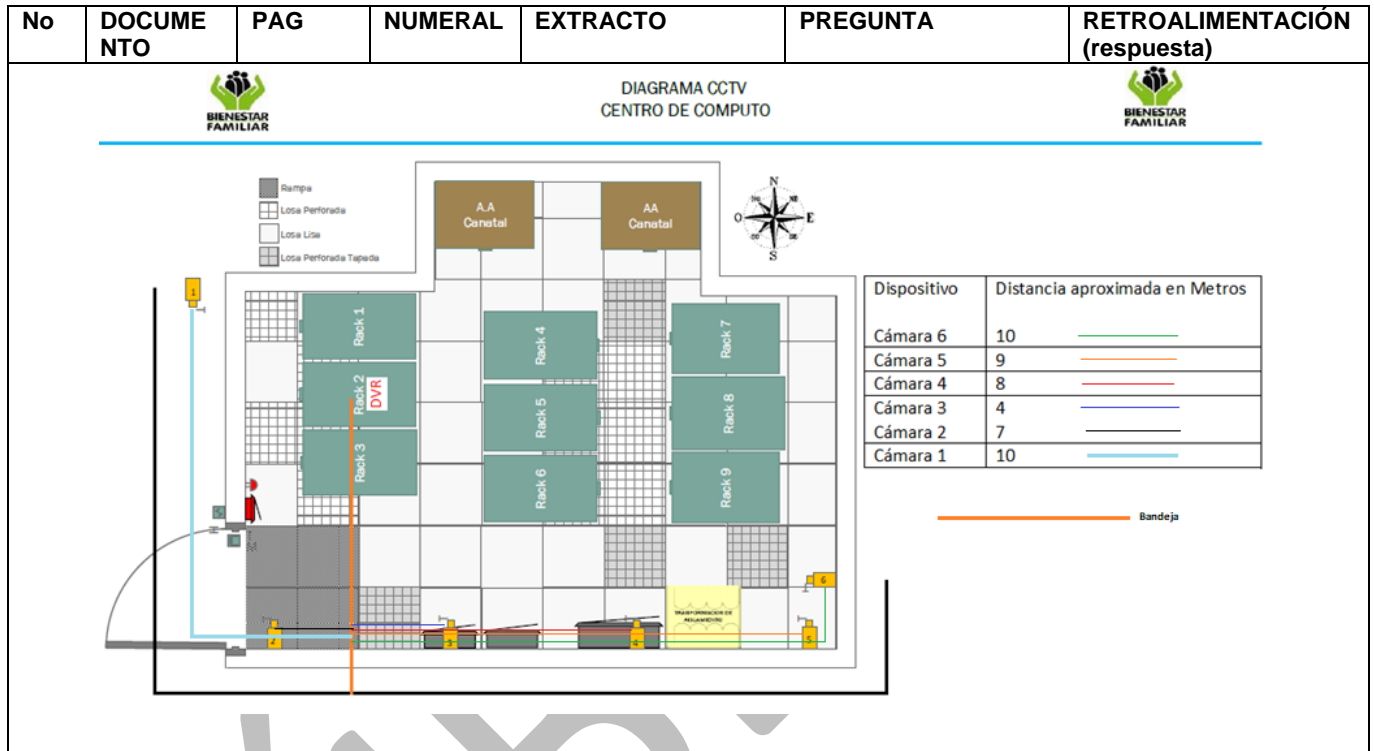 No DOCUME NTO PAG NUMERAL EXTRACTO PREGUNTA RETROALIMENTACIÓN (respuesta)
BIENESTAR
FAMILIAR
DIAGRAMA CCTV
CENTRO DE COMPUTO
BIENESTAR
FAMILIAR
Rampa
Losa Perforada
Losa Lisa
Losa Perforada Tapada
A.A
Canatal
AA
Canatal
N
O
E
S
1
Rack 1
Rack 2
DVR
Rack 3
Rack 4
Rack 5
Rack 6
Rack 7
Rack 8
Rack 9
Dispositivo Distancia aproximada en Metros
Cámara 6 10
Cámara 5 9
Cámara 4 8
Cámara 3 4
Cámara 2 7
Cámara 1 10
Bandeja
6
2
3
4
5